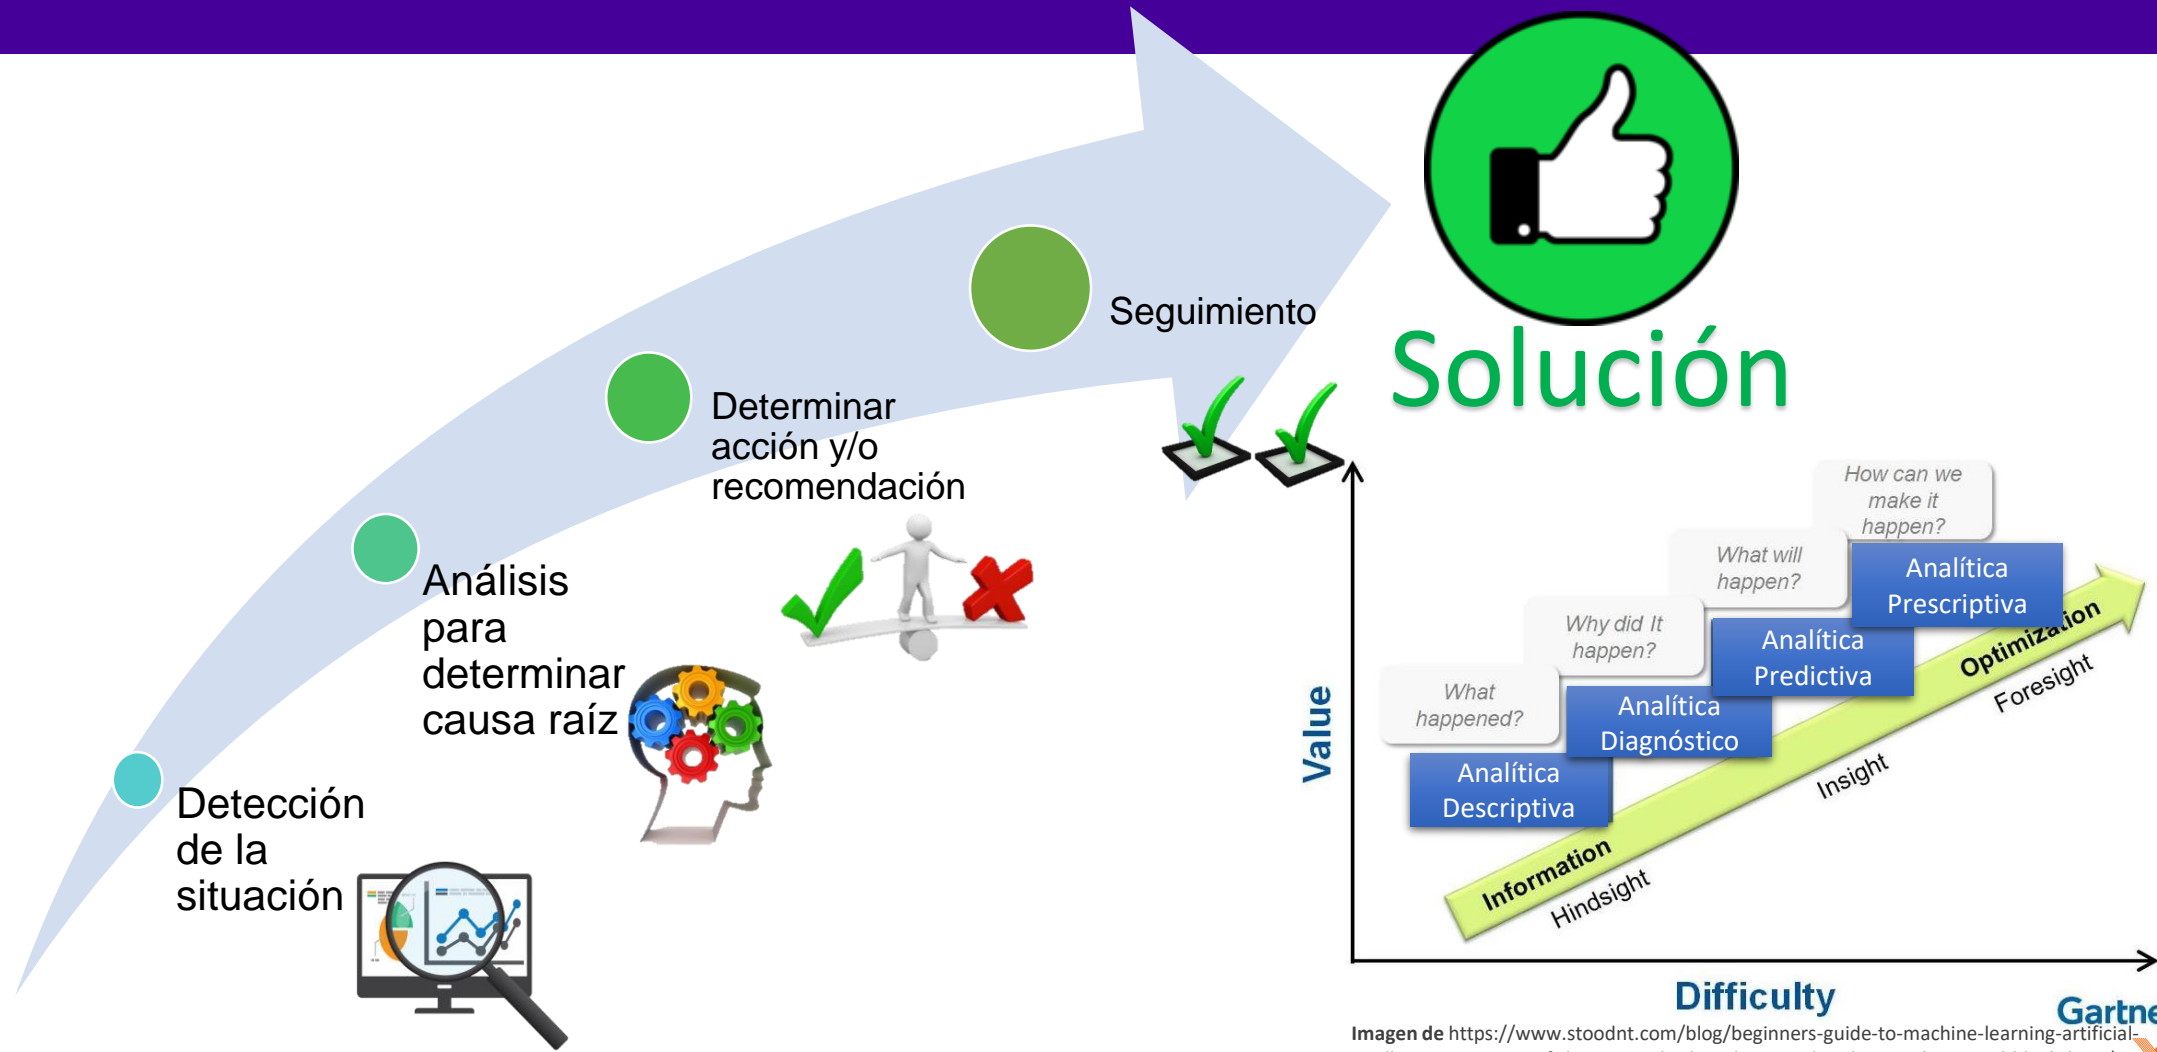 Solución
Seguimiento
Determinar
acción y/o
recomendación
Análisis
para
determinar
causa raíz
Detección
de la
situación
Value
How can we
make it
happen?
What will
happen?
Why did It
happen?
What
happened?
Analítica
Prescriptiva
Analítica
Predictiva
Analítica
Diagnóstico
Analítica
Descriptiva
Optimization
Foresight
Insight
Information
Hindsight
Difficulty
Gartne
Imagen de https://www.stoodnt.com/blog/beginners-guide-to-machine-learning-artificial-